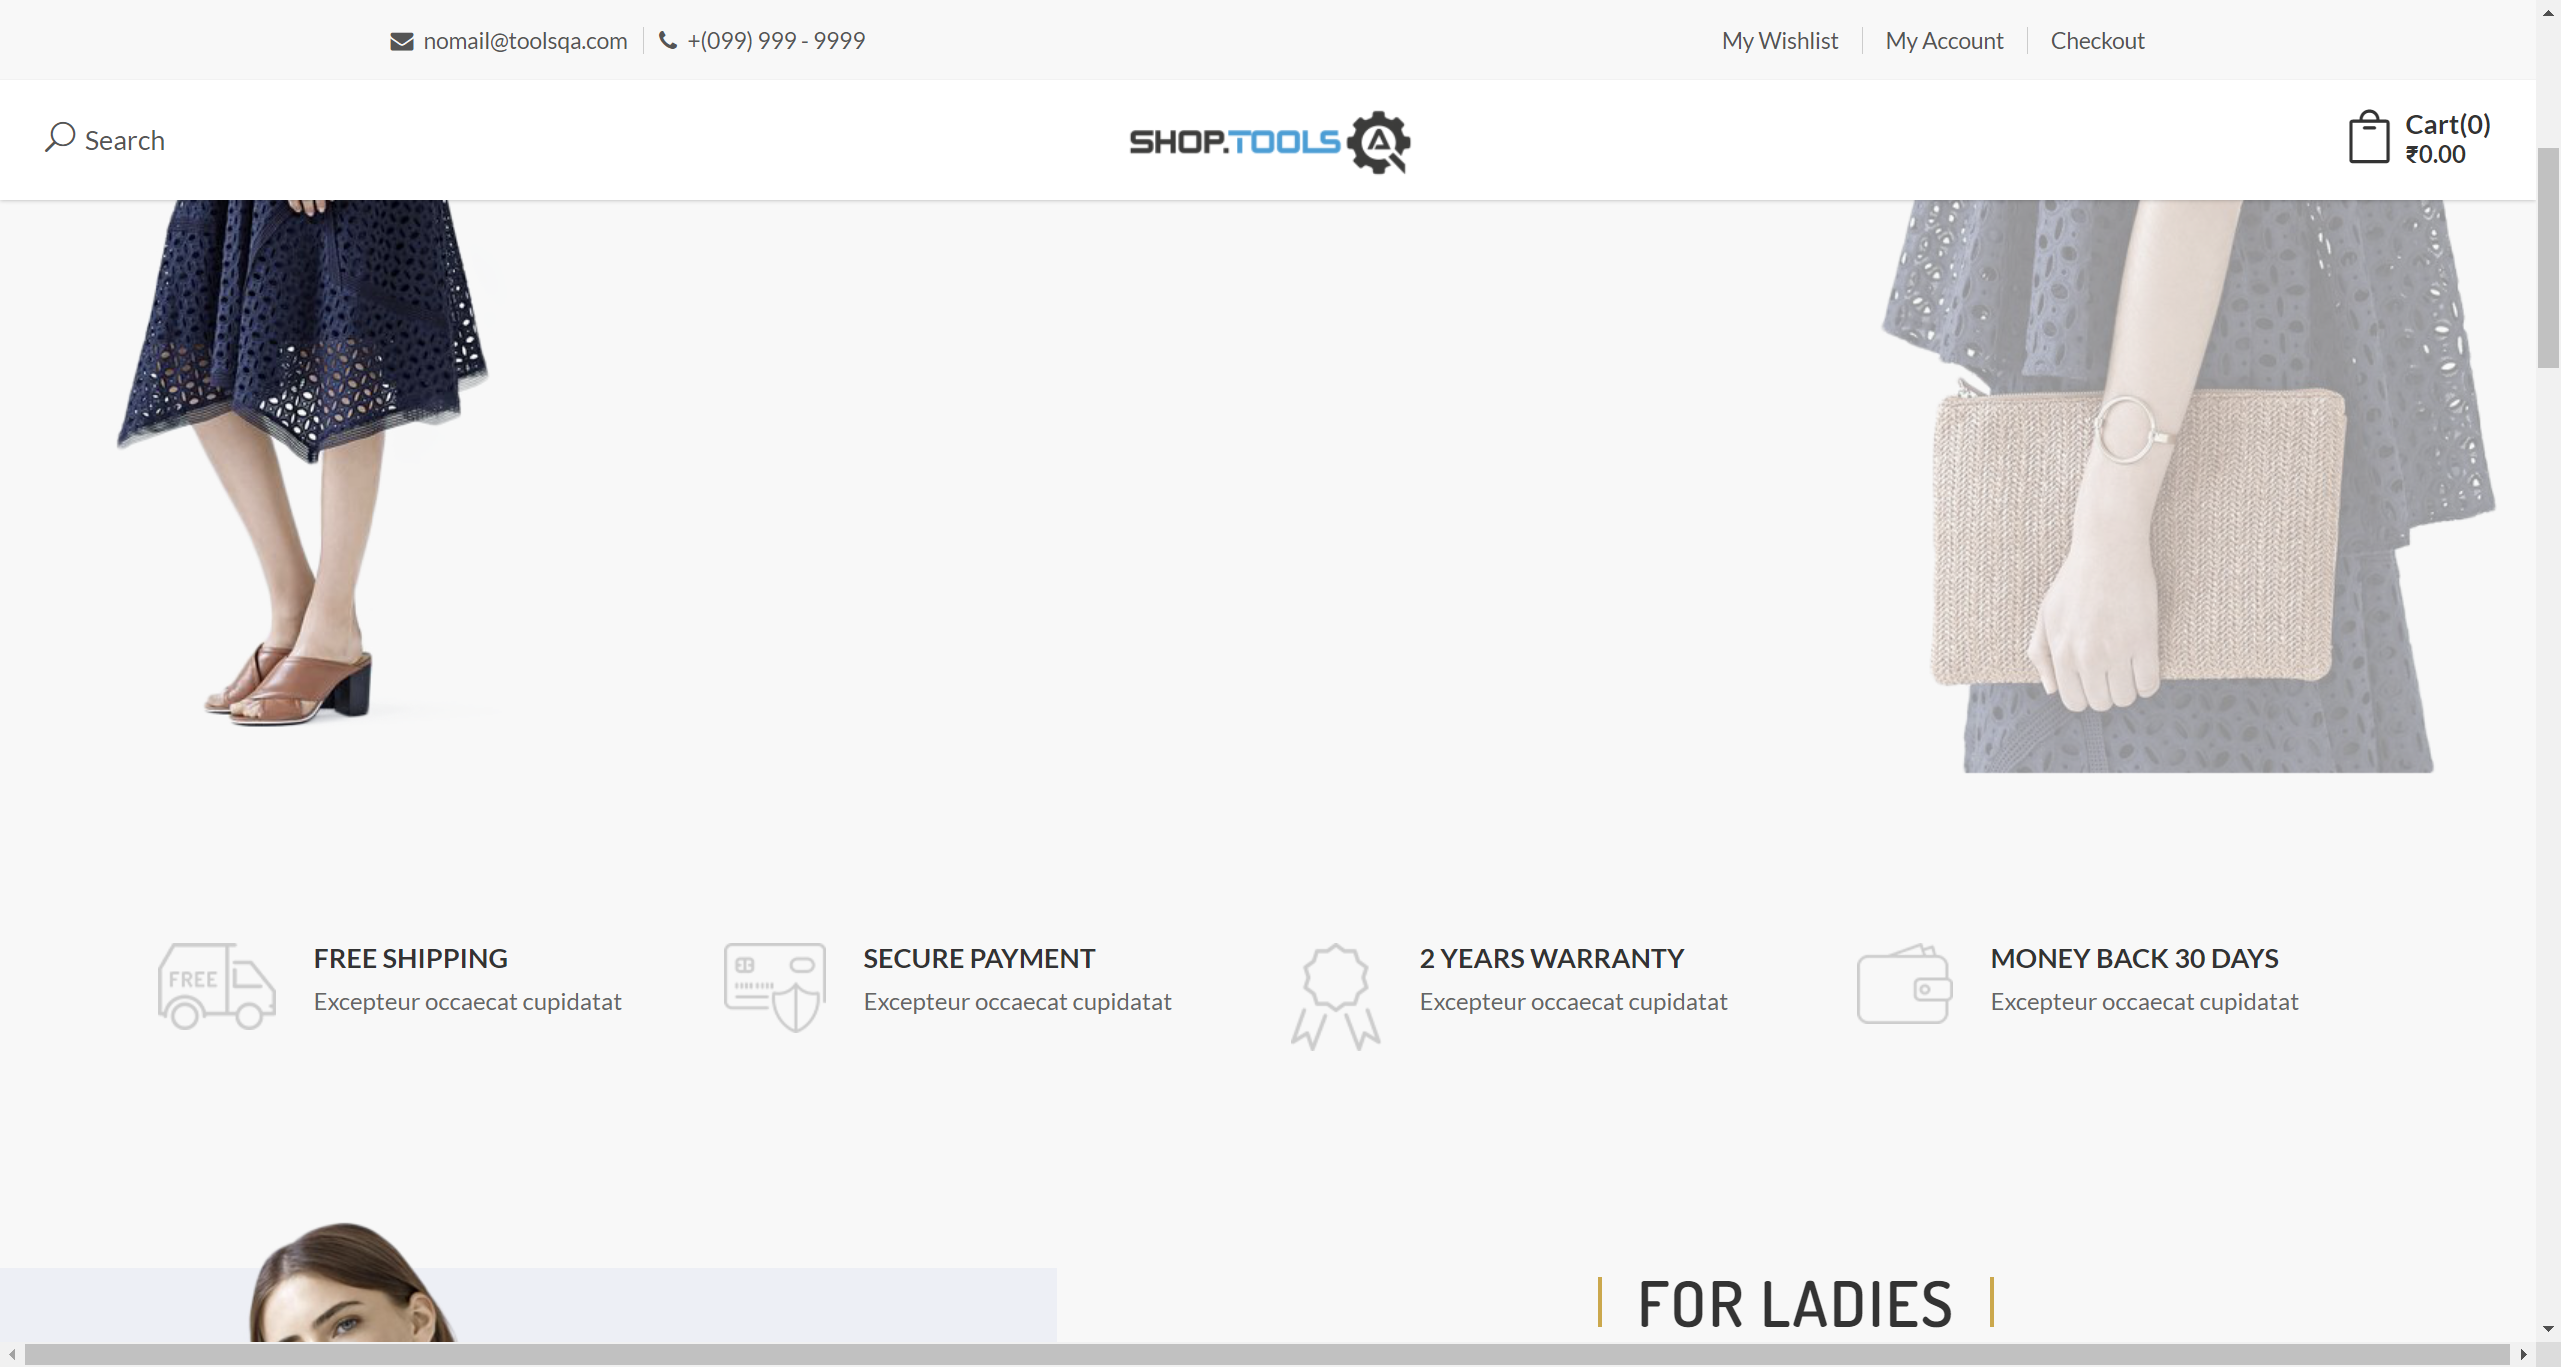 nomail@toolsqa.com
+(099) 999 - 9999
My Wishlist
My Account
Checkout
Search
SHOP.TOOLS
Cart(0)
₹0.00
FREE
FREE SHIPPING
Excepteur occaecat cupidatat
SECURE PAYMENT
Excepteur occaecat cupidatat
2 YEARS WARRANTY
Excepteur occaecat cupidatat
MONEY BACK 30 DAYS
Excepteur occaecat cupidatat
FOR LADIES